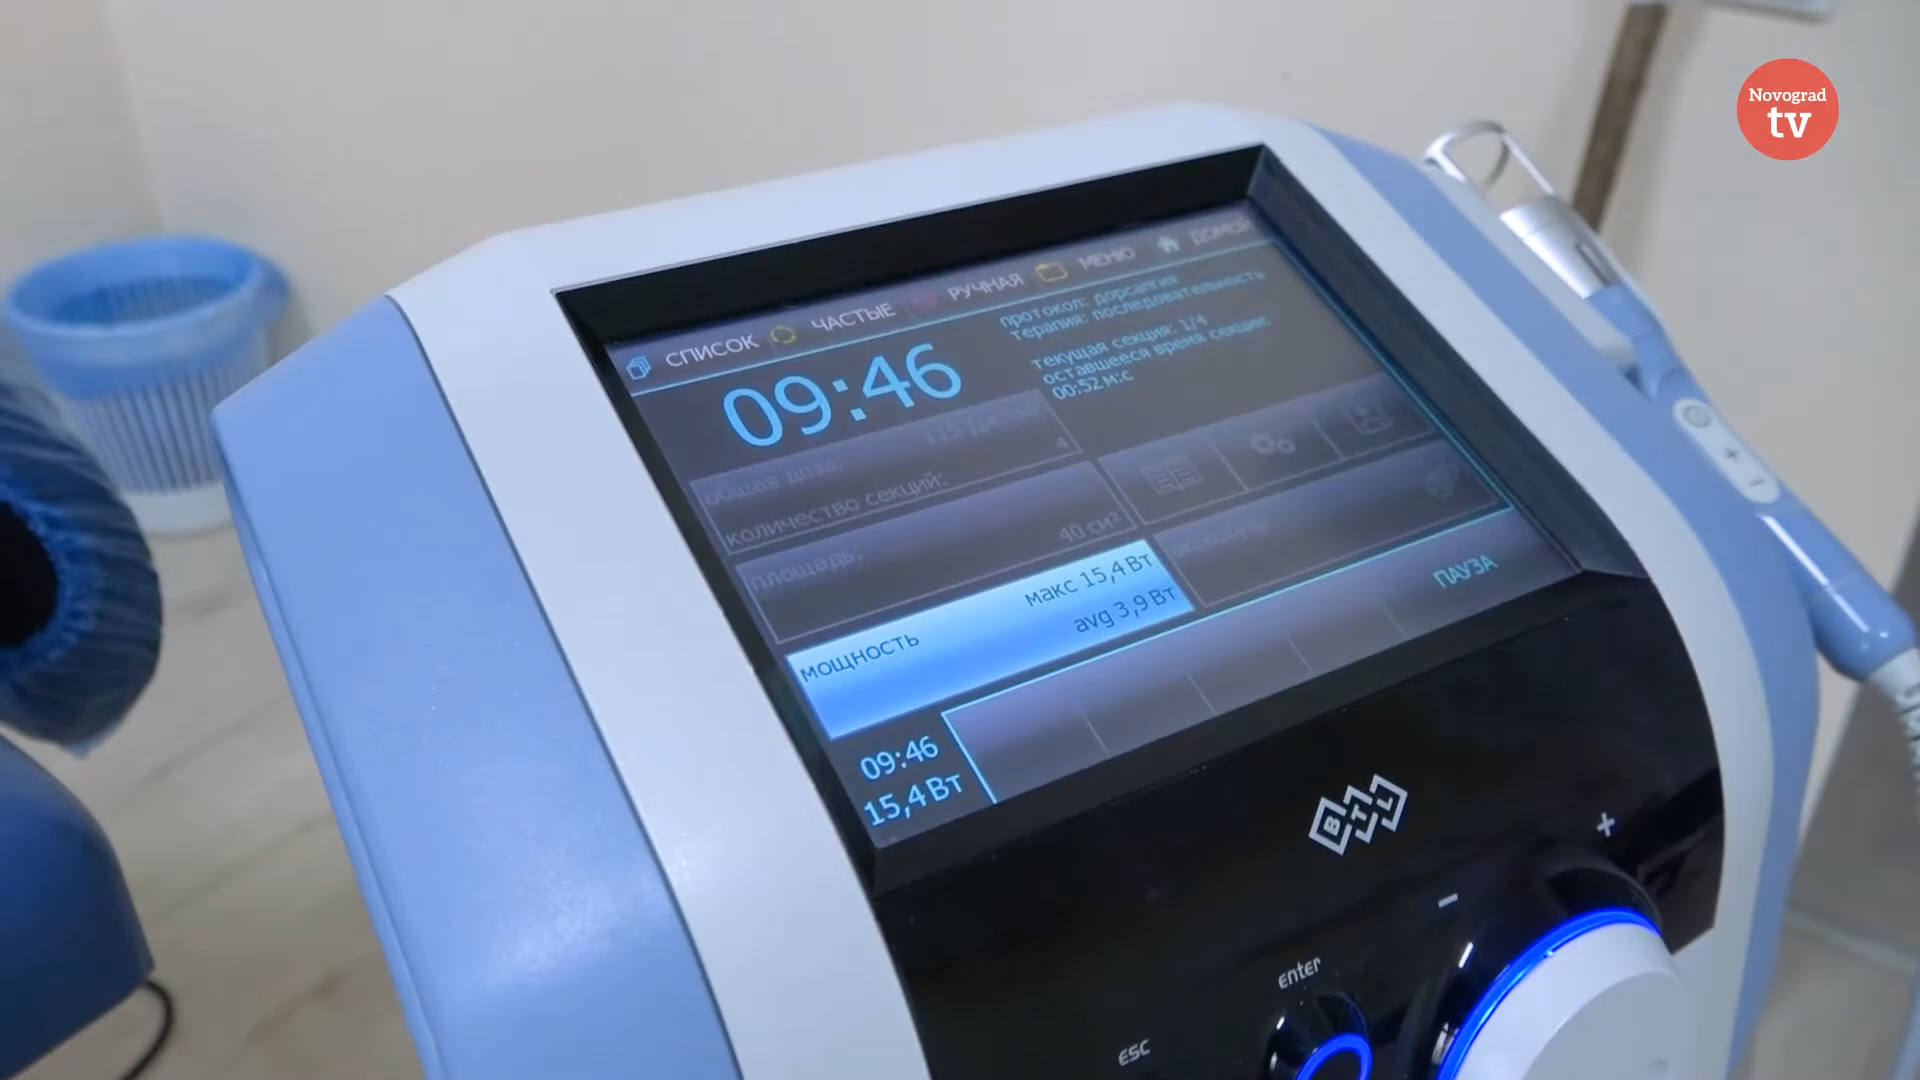 Novograd
tv
СПИСОК ЧАСТЫЕ РУЧНАЯ МЕНЮ ДОМОЙ
09:46
протокол: дорсалгия
терапия: последовательность
текущая секция: 1/4
оставшееся время секции:
00:52 м:с
общая доза:
количество секций: 4
площадь: 40 см²
мощность макс 15,4 Вт
avg 3,9 Вт
ПАУЗА
09:46
15,4 Вт
BTL
+
-
enter
esc